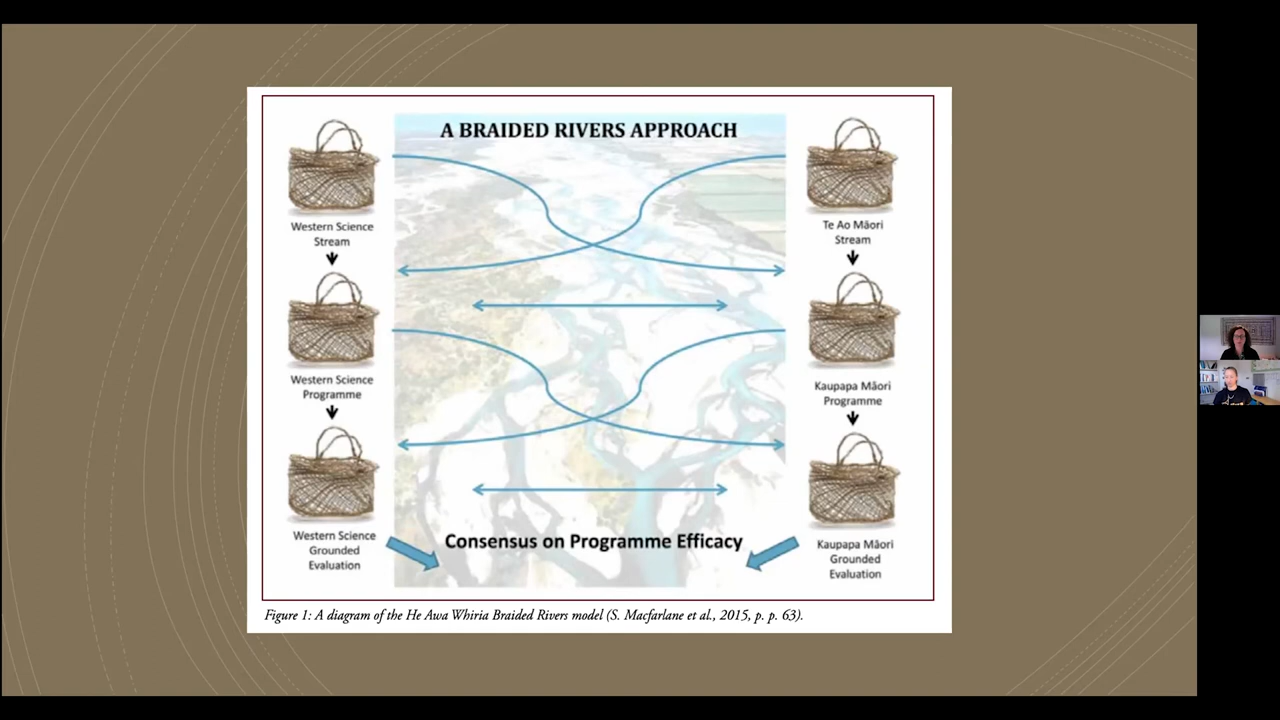 A BRAIDED RIVERS APPROACH
Western Science
Stream
Te Ao Māori
Stream
Western Science
Programme
Kaupapa Māori
Programme
Western Science
Grounded
Evaluation
Consensus on Programme Efficacy
Kaupapa Māori
Grounded
Evaluation
Figure 1: A diagram of the He Awa Whiria Braided Rivers model (S. Macfarlane et al., 2015, p. p. 63).